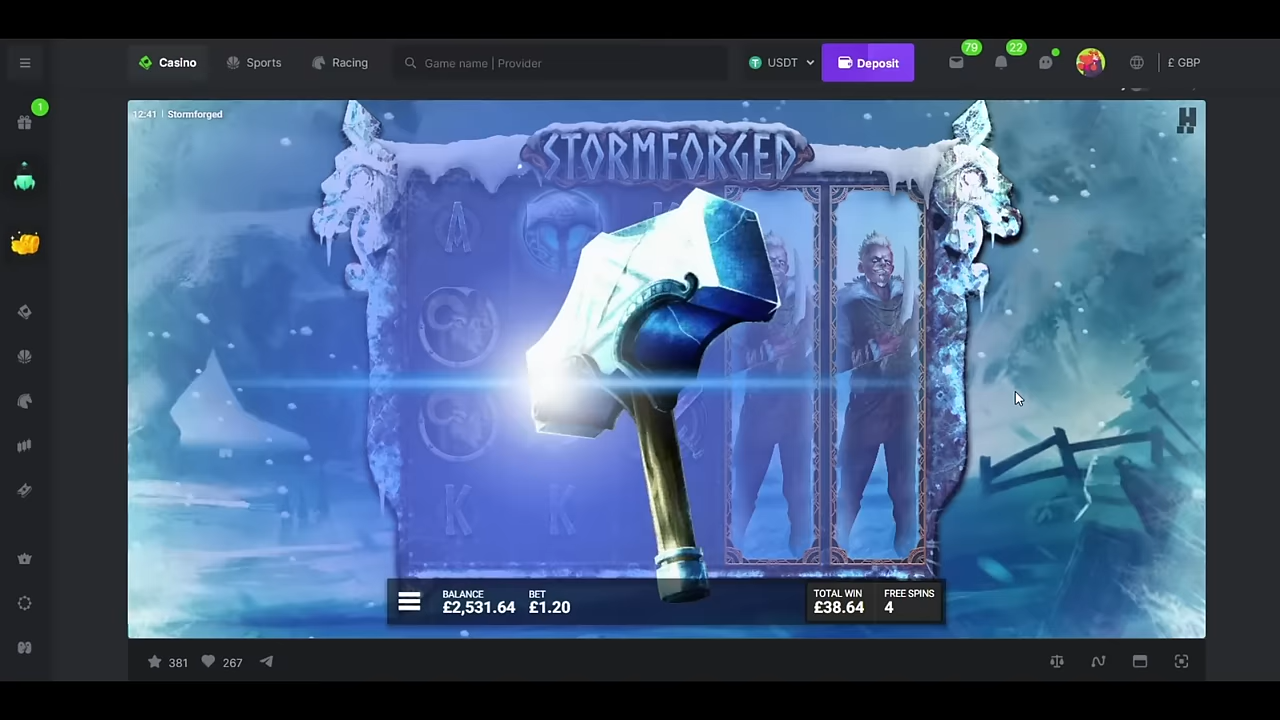 Casino
Sports
Racing
Game name | Provider
USDT
Deposit
79
22
£ GBP
1
12:41 | Stormforged
STORMFORGED
A
K K
BALANCE
£2,531.64
BET
£1.20
TOTAL WIN
£38.64
FREE SPINS
4
381
267